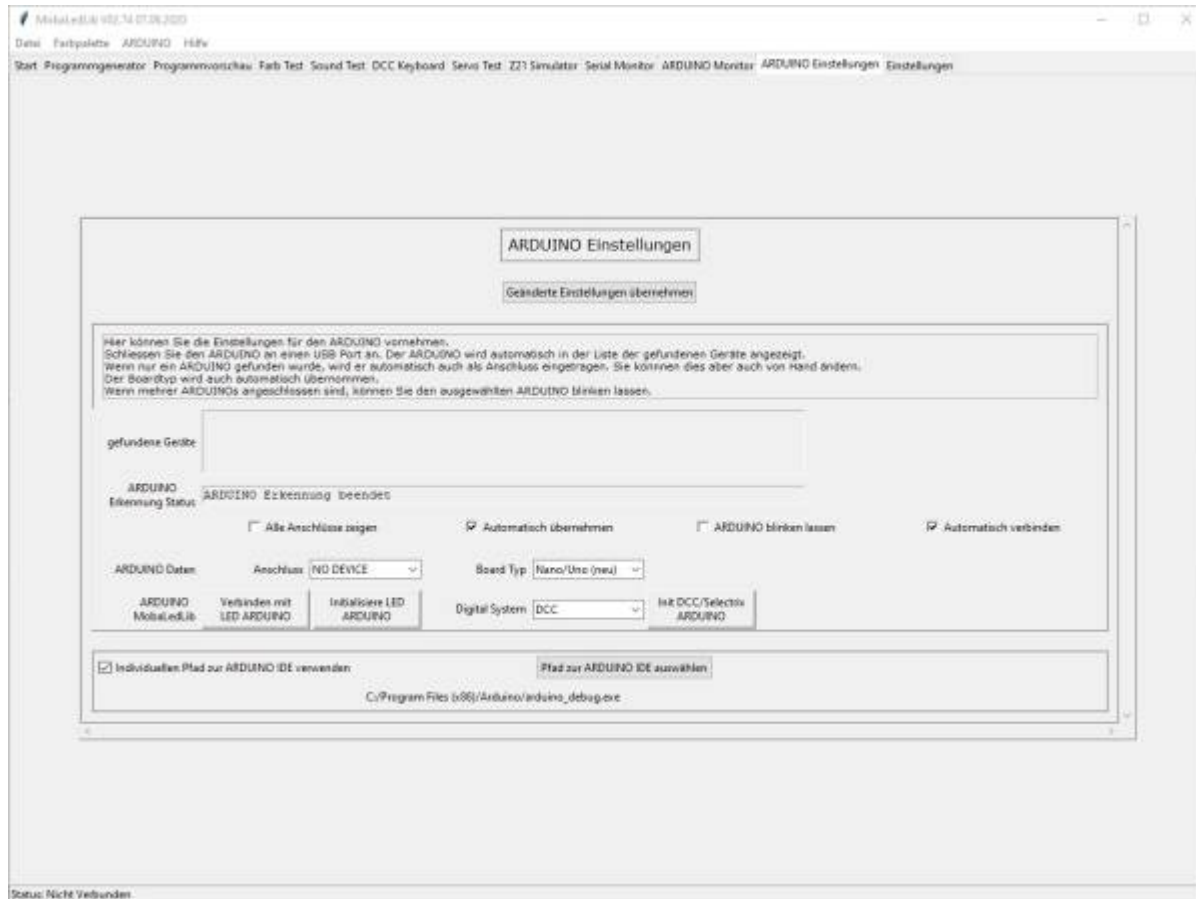 MobaLedLib V02.74 07.06.2020
Datei Farbpalette ARDUINO Hilfe
Start Programmgenerator Programmvorschau Farb Test Sound Test DCC Keyboard Servo Test Z21 Simulator Serial Monitor ARDUINO Monitor ARDUINO Einstellungen Einstellungen
ARDUINO Einstellungen
Geänderte Einstellungen übernehmen
Hier können Sie die Einstellungen für den ARDUINO vornehmen.
Schliessen Sie den ARDUINO an einen USB Port an. Der ARDUINO wird automatisch in der Liste der gefundenen Geräte angezeigt.
Wenn nur ein ARDUINO gefunden wurde, wird er automatisch auch als Anschluss eingetragen. Sie könnnen dies aber auch von Hand ändern.
Der Boardtyp wird auch automatisch übernommen.
Wenn mehrer ARDUINOs angeschlossen sind, können Sie den ausgewählten ARDUINO blinken lassen.
gefundene Geräte
ARDUINO
Erkennung Status
ARDUINO Erkennung beendet
Alle Anschlüsse zeigen Automatisch übernehmen ARDUINO blinken lassen Automatisch verbinden
ARDUINO Daten Anschluss NO DEVICE Board Typ Nano/Uno (neu)
ARDUINO
MobaLedLib
Verbinden mit
LED ARDUINO
Initialisiere LED
ARDUINO
Digital System DCC
Init DCC/Selectrix
ARDUINO
Individuellen Pfad zur ARDUINO IDE verwenden Pfad zur ARDUINO IDE auswählen
C:/Program Files (x86)/Arduino/arduino_debug.exe
Status: Nicht Verbunden